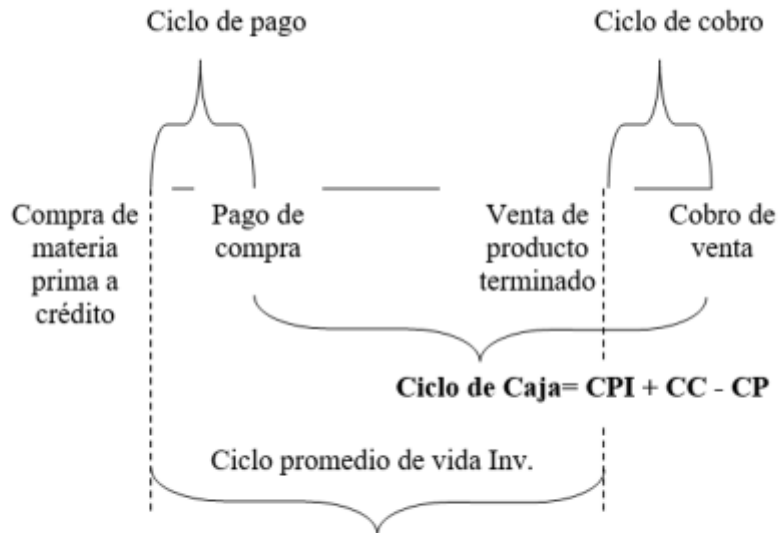 Ciclo de pago
Ciclo de cobro
Compra de
materia
prima a
crédito
Pago de
compra
Venta de
producto
terminado
Cobro de
venta
Ciclo de Caja= CPI + CC - CP
Ciclo promedio de vida Inv.